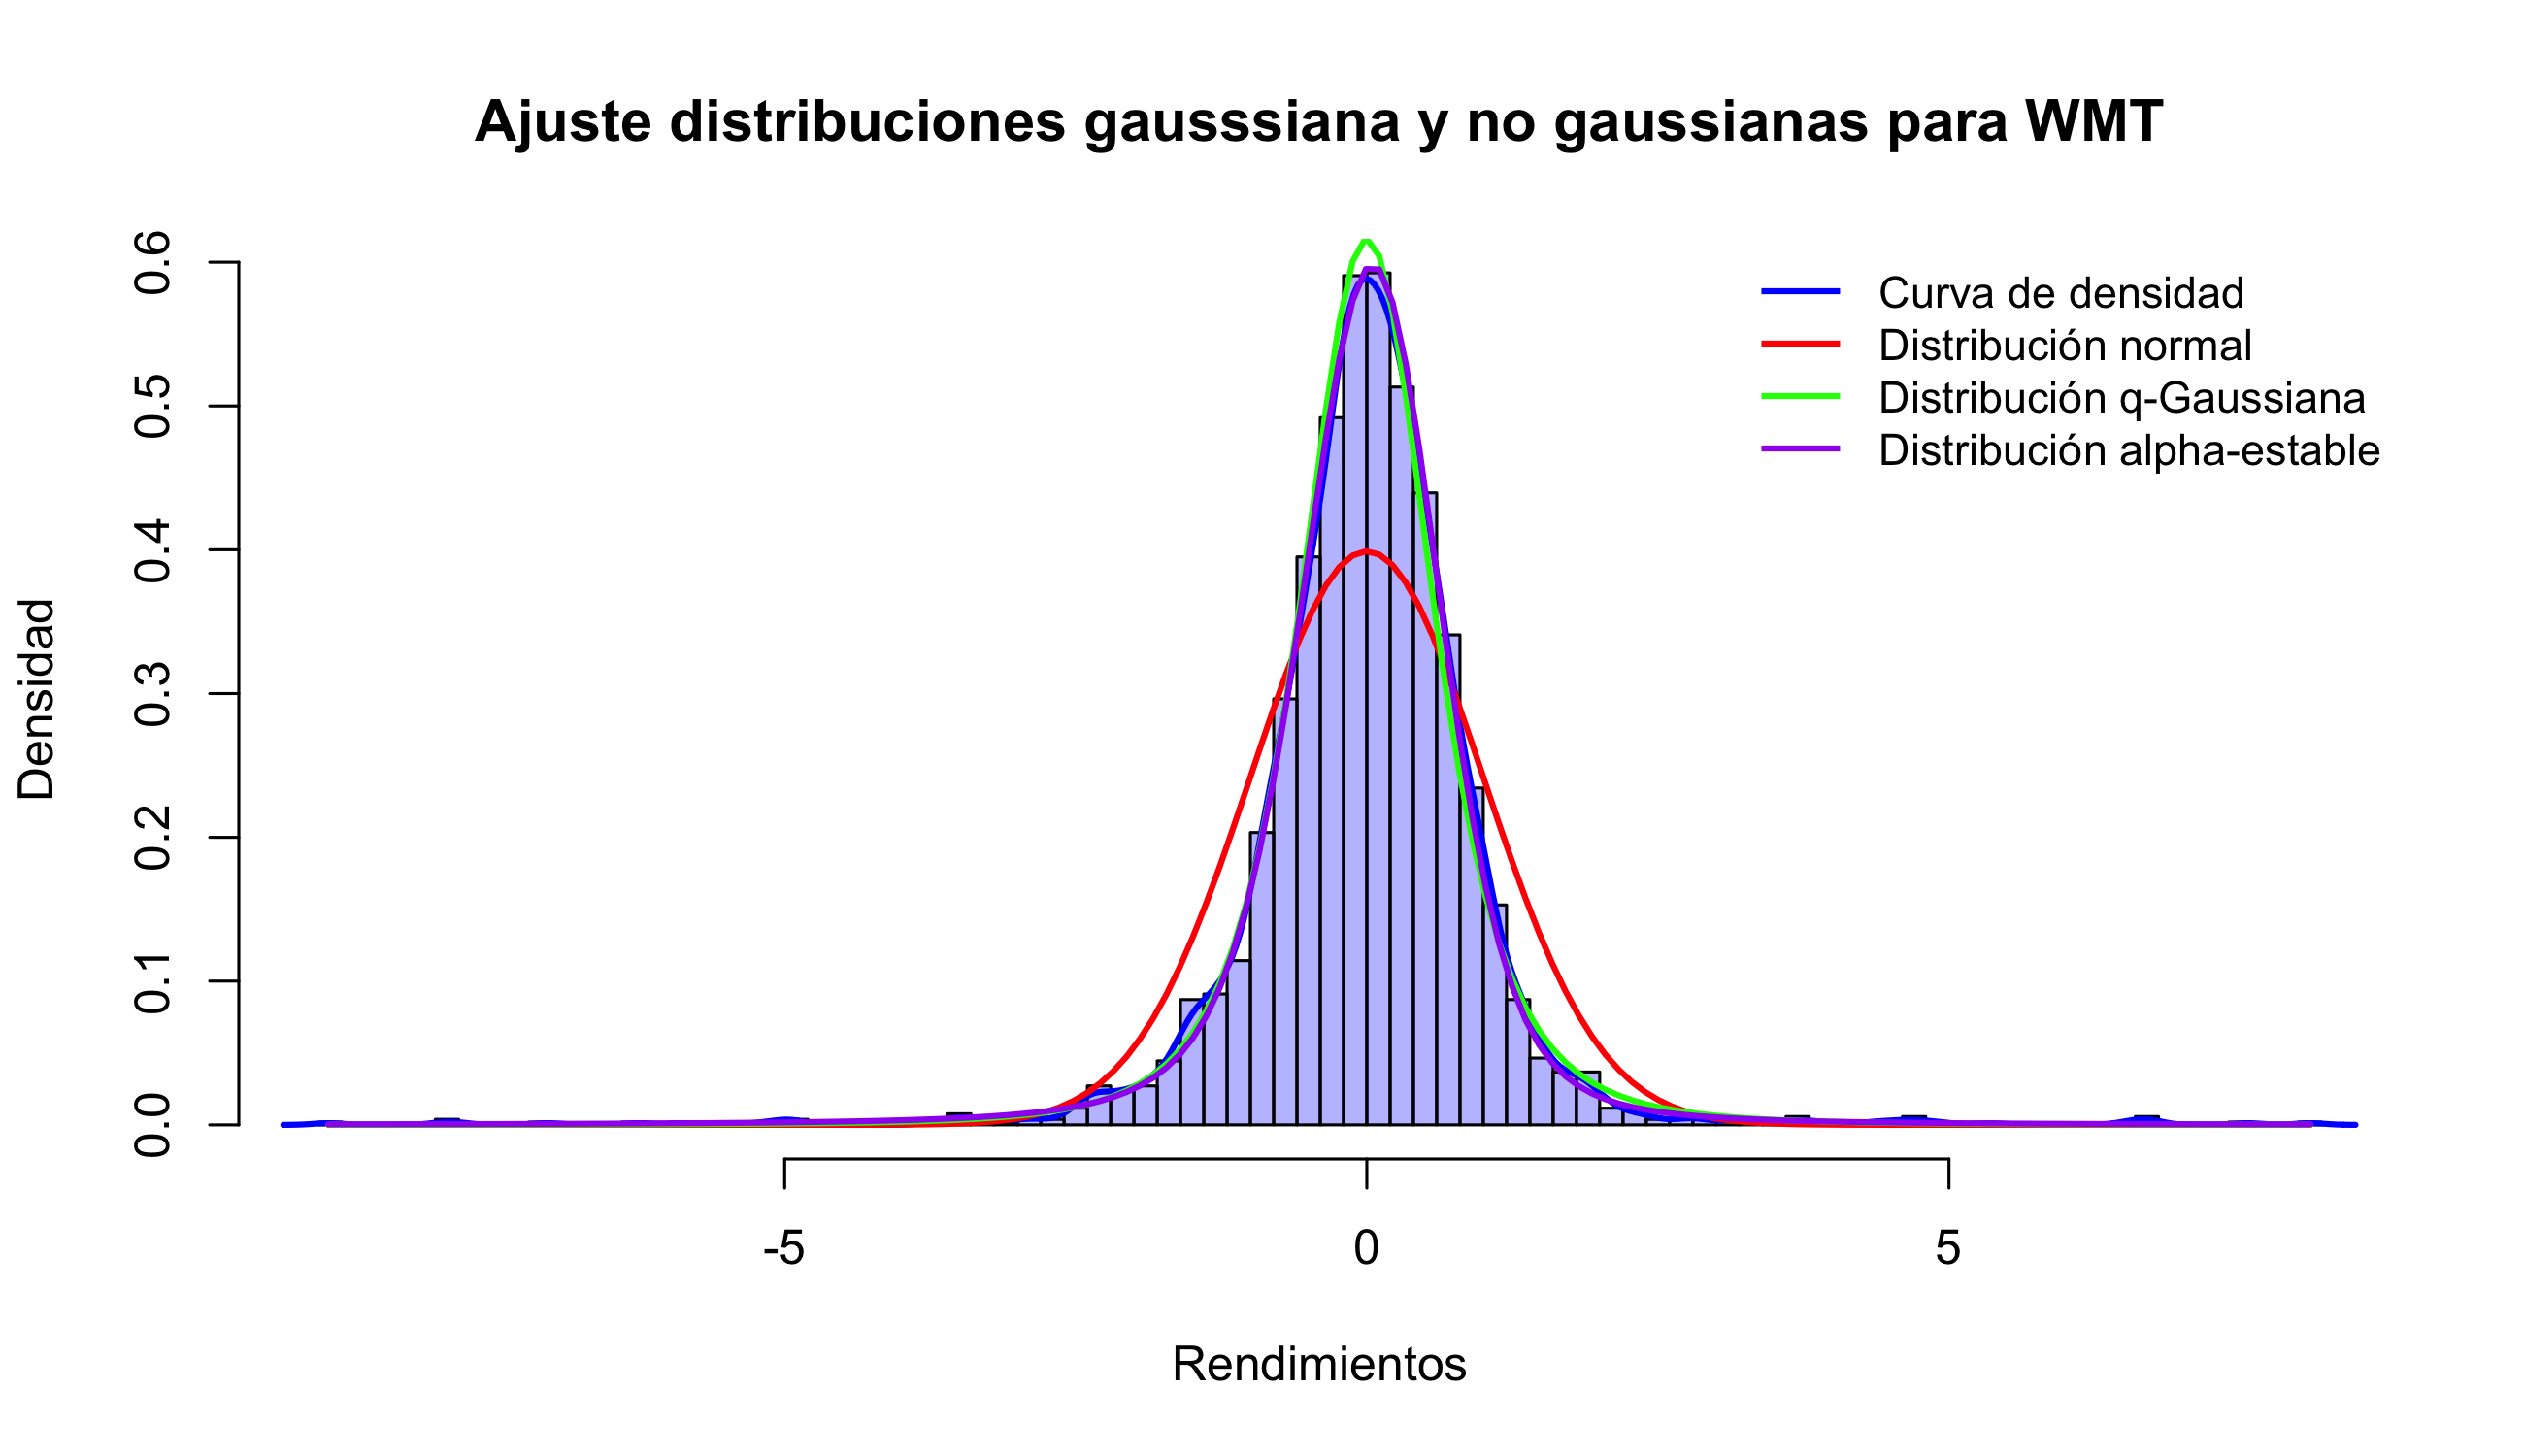 Ajuste distribuciones gausssiana y no gaussianas para WMT
Curva de densidad
Distribución normal
Distribución q-Gaussiana
Distribución alpha-estable
Densidad
0.6
0.5
0.4
0.3
0.2
0.1
0.0
-5 0 5
Rendimientos